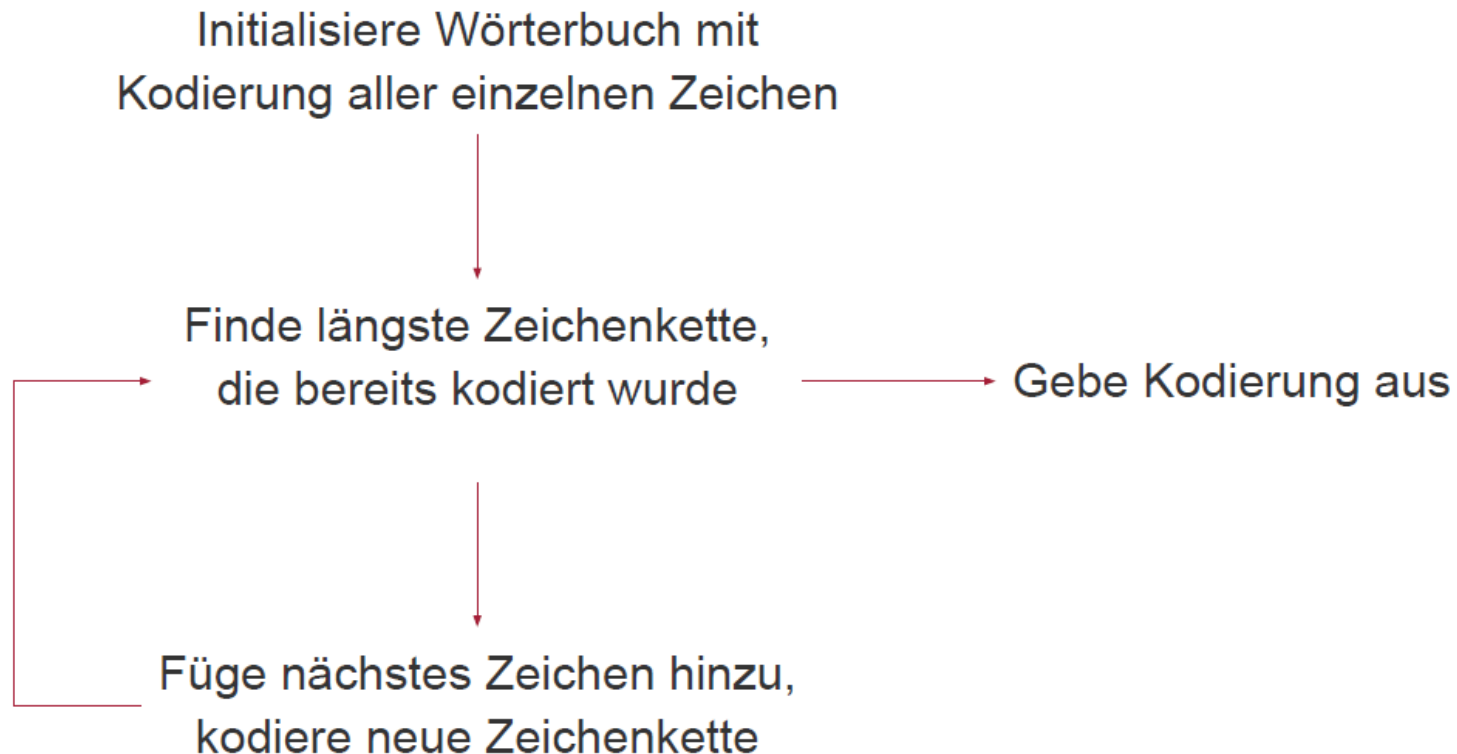 Initialisiere Wörterbuch mit
Kodierung aller einzelnen Zeichen
Finde längste Zeichenkette,
die bereits kodiert wurde
Gebe Kodierung aus
Füge nächstes Zeichen hinzu,
kodiere neue Zeichenkette